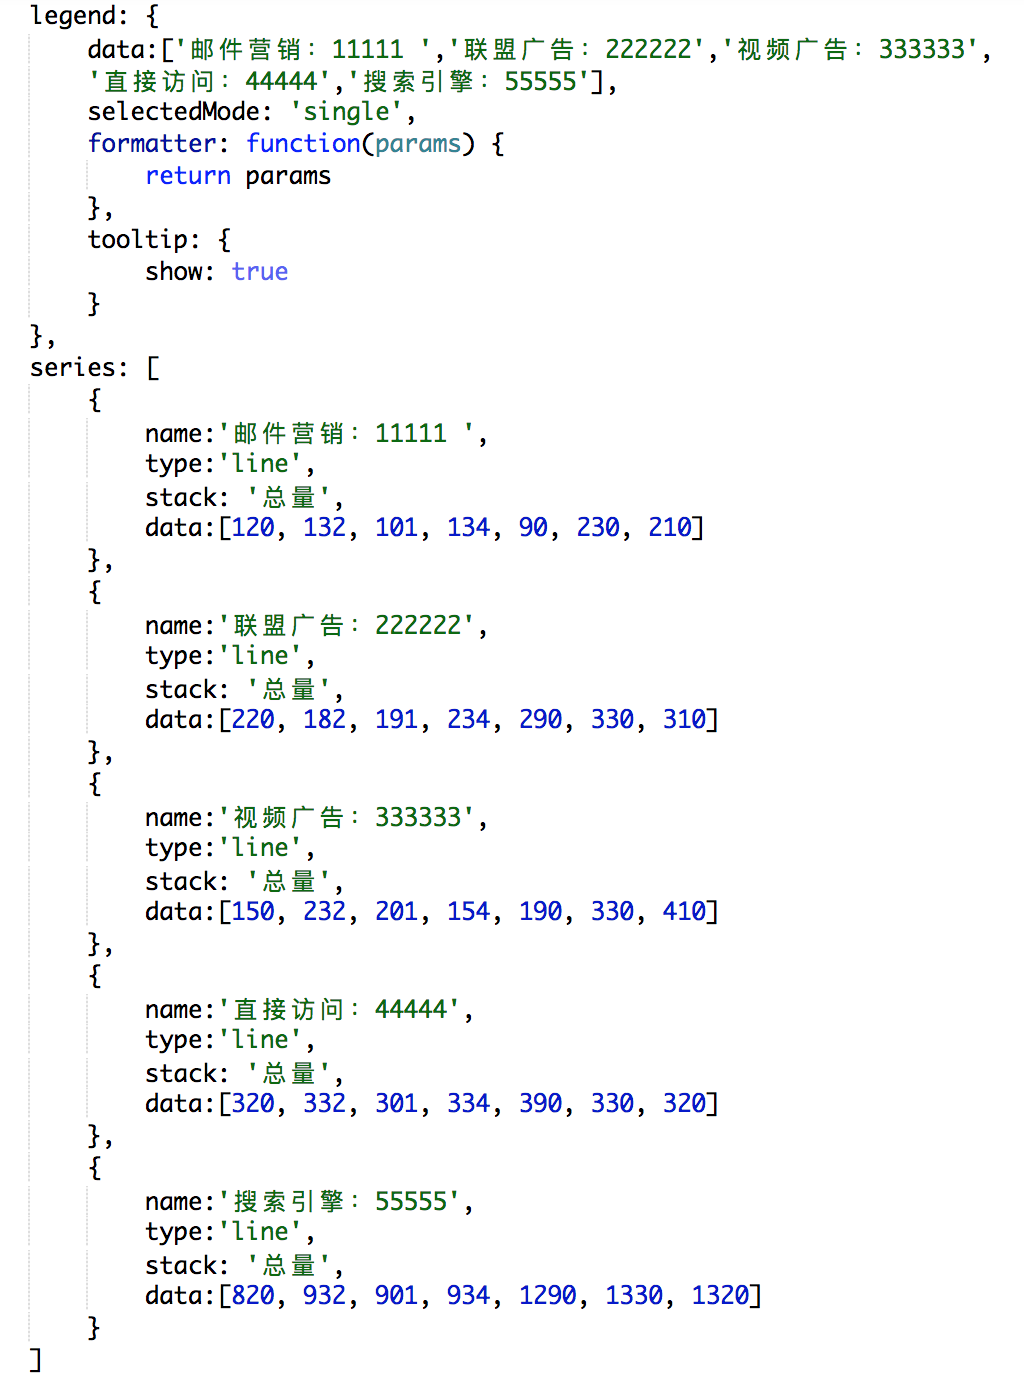 legend: {
    data:['邮件营销：11111 ','联盟广告：222222','视频广告：333333',
    '直接访问：44444','搜索引擎：55555'],
    selectedMode: 'single',
    formatter: function(params) {
        return params
    },
    tooltip: {
        show: true
    }
},
series: [
    {
        name:'邮件营销：11111 ',
        type:'line',
        stack: '总量',
        data:[120, 132, 101, 134, 90, 230, 210]
    },
    {
        name:'联盟广告：222222',
        type:'line',
        stack: '总量',
        data:[220, 182, 191, 234, 290, 330, 310]
    },
    {
        name:'视频广告：333333',
        type:'line',
        stack: '总量',
        data:[150, 232, 201, 154, 190, 330, 410]
    },
    {
        name:'直接访问：44444',
        type:'line',
        stack: '总量',
        data:[320, 332, 301, 334, 390, 330, 320]
    },
    {
        name:'搜索引擎：55555',
        type:'line',
        stack: '总量',
        data:[820, 932, 901, 934, 1290, 1330, 1320]
    }
]